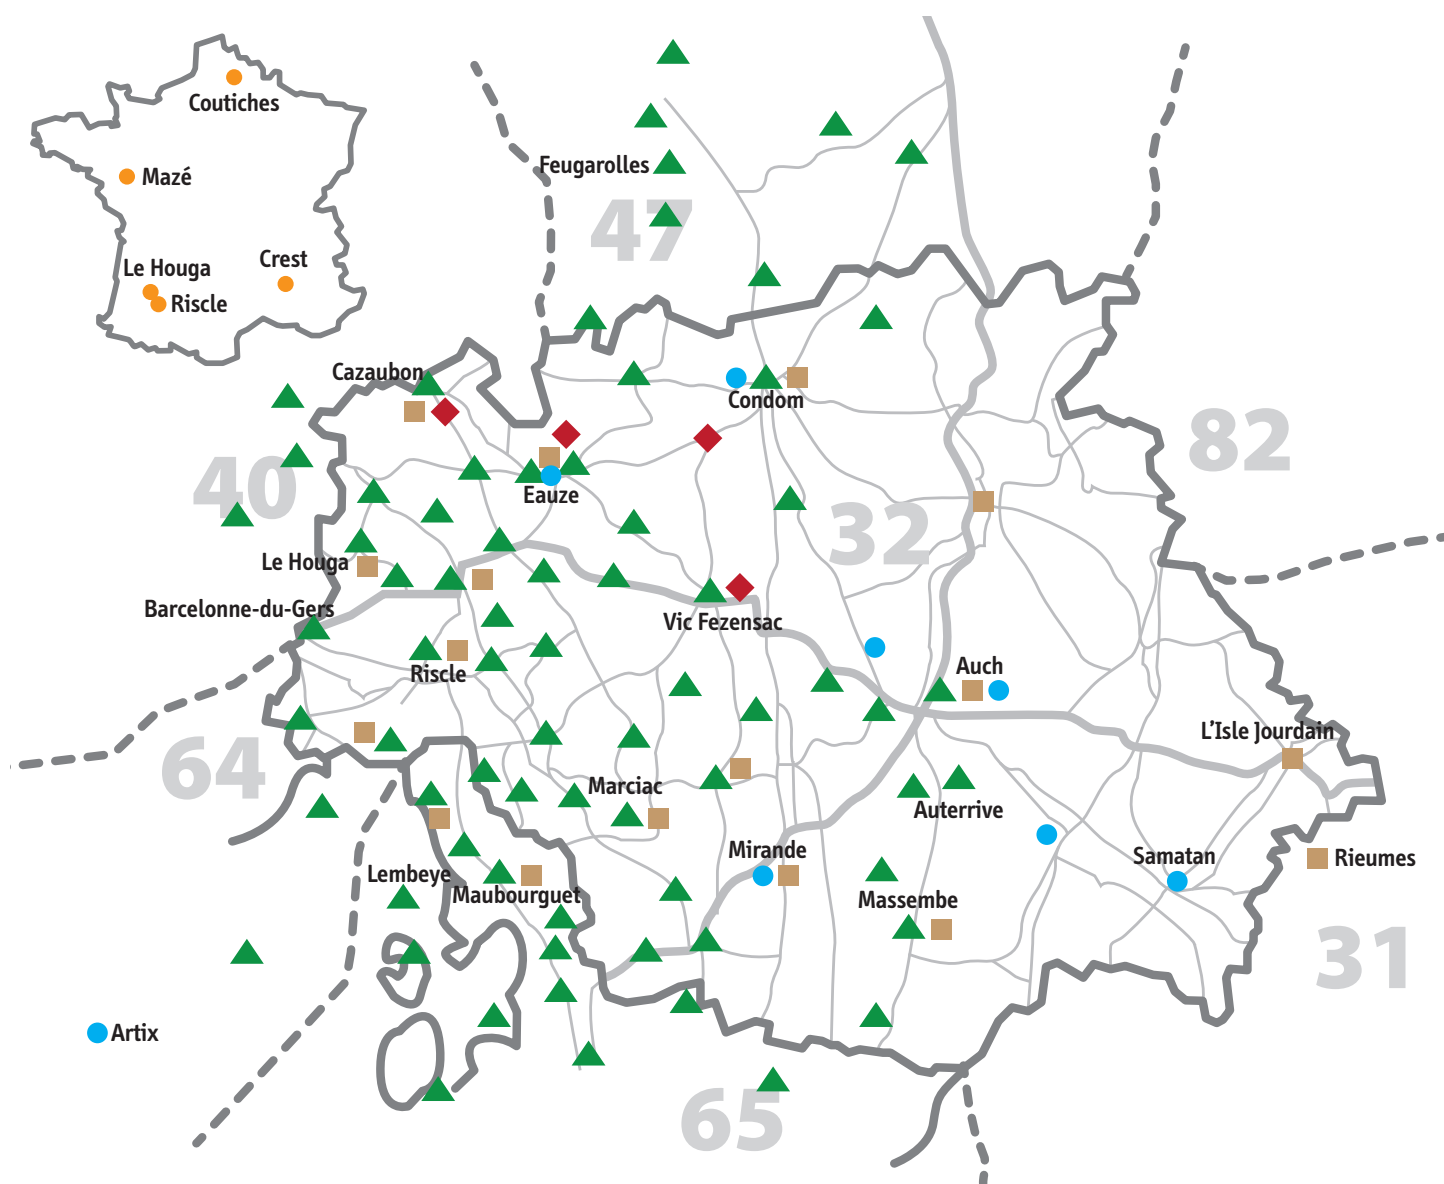 Coutiches
Mazé
Le Houga
Crest
Riscle
Feugarolles
47
Cazaubon
Condom
82
40
Eauze
32
Le Houga
Barcelonne-du-Gers
Vic Fezensac
Riscle
Auch
L'Isle Jourdain
64
Marciac
Auterrive
Mirande
Samatan
Rieumes
Lembeye
Maubourguet
Massembe
31
Artix
65